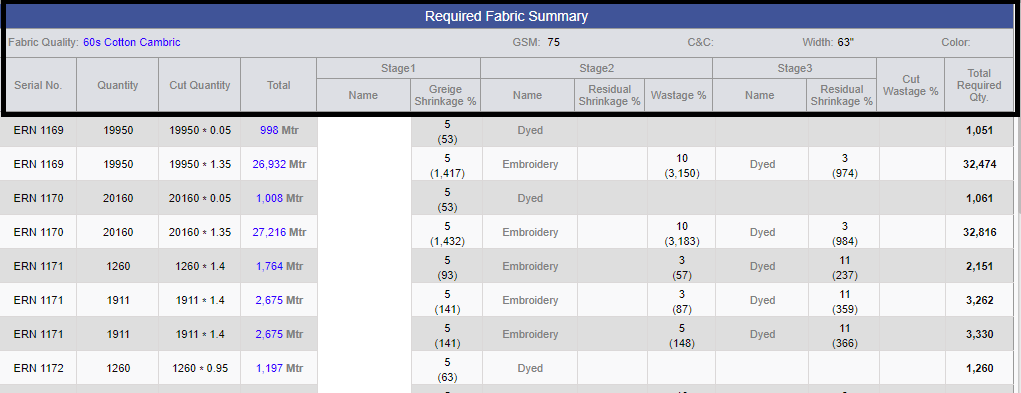 Required Fabric Summary
Fabric Quality: 60s Cotton Cambric GSM: 75 C&C: Width: 63" Color:
Serial No. Quantity Cut Quantity Total Stage1 Stage2 Stage3 Cut Wastage % Total Required Qty.
Name Greige Shrinkage % Name Residual Shrinkage % Wastage % Name Residual Shrinkage %
ERN 1169 19950 19950 * 0.05 998 Mtr 5 (53) Dyed 1,051
ERN 1169 19950 19950 * 1.35 26,932 Mtr 5 (1,417) Embroidery 10 (3,150) Dyed 3 (974) 32,474
ERN 1170 20160 20160 * 0.05 1,008 Mtr 5 (53) Dyed 1,061
ERN 1170 20160 20160 * 1.35 27,216 Mtr 5 (1,432) Embroidery 10 (3,183) Dyed 3 (984) 32,816
ERN 1171 1260 1260 * 1.4 1,764 Mtr 5 (93) Embroidery 3 (57) Dyed 11 (237) 2,151
ERN 1171 1911 1911 * 1.4 2,675 Mtr 5 (141) Embroidery 3 (87) Dyed 11 (359) 3,262
ERN 1171 1911 1911 * 1.4 2,675 Mtr 5 (141) Embroidery 5 (148) Dyed 11 (366) 3,330
ERN 1172 1260 1260 * 0.95 1,197 Mtr 5 (63) Dyed 1,260